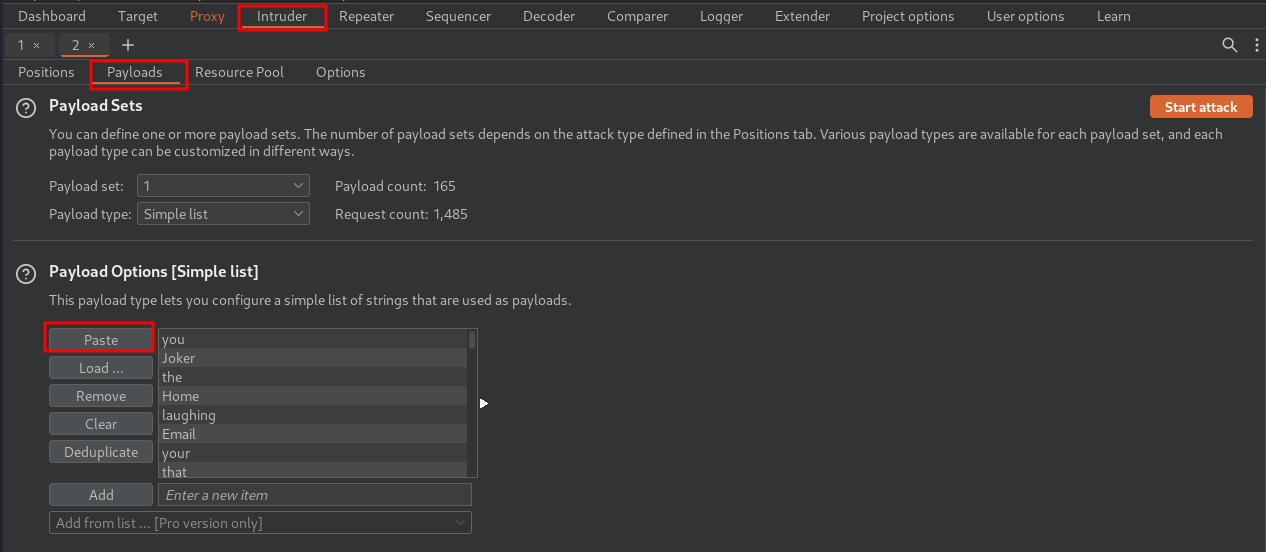 Dashboard Target Proxy Intruder Repeater Sequencer Decoder Comparer Logger Extender Project options User options Learn
1 × 2 × +
Positions Payloads Resource Pool Options
? Payload Sets Start attack
You can define one or more payload sets. The number of payload sets depends on the attack type defined in the Positions tab. Various payload types are available for each payload set, and each
payload type can be customized in different ways.
Payload set: 1 Payload count: 165
Payload type: Simple list Request count: 1,485
? Payload Options [Simple list]
This payload type lets you configure a simple list of strings that are used as payloads.
Paste you
Joker
Load ... the
Remove Home
laughing
Clear Email
Deduplicate your
that
Add Enter a new item
Add from list ... [Pro version only]